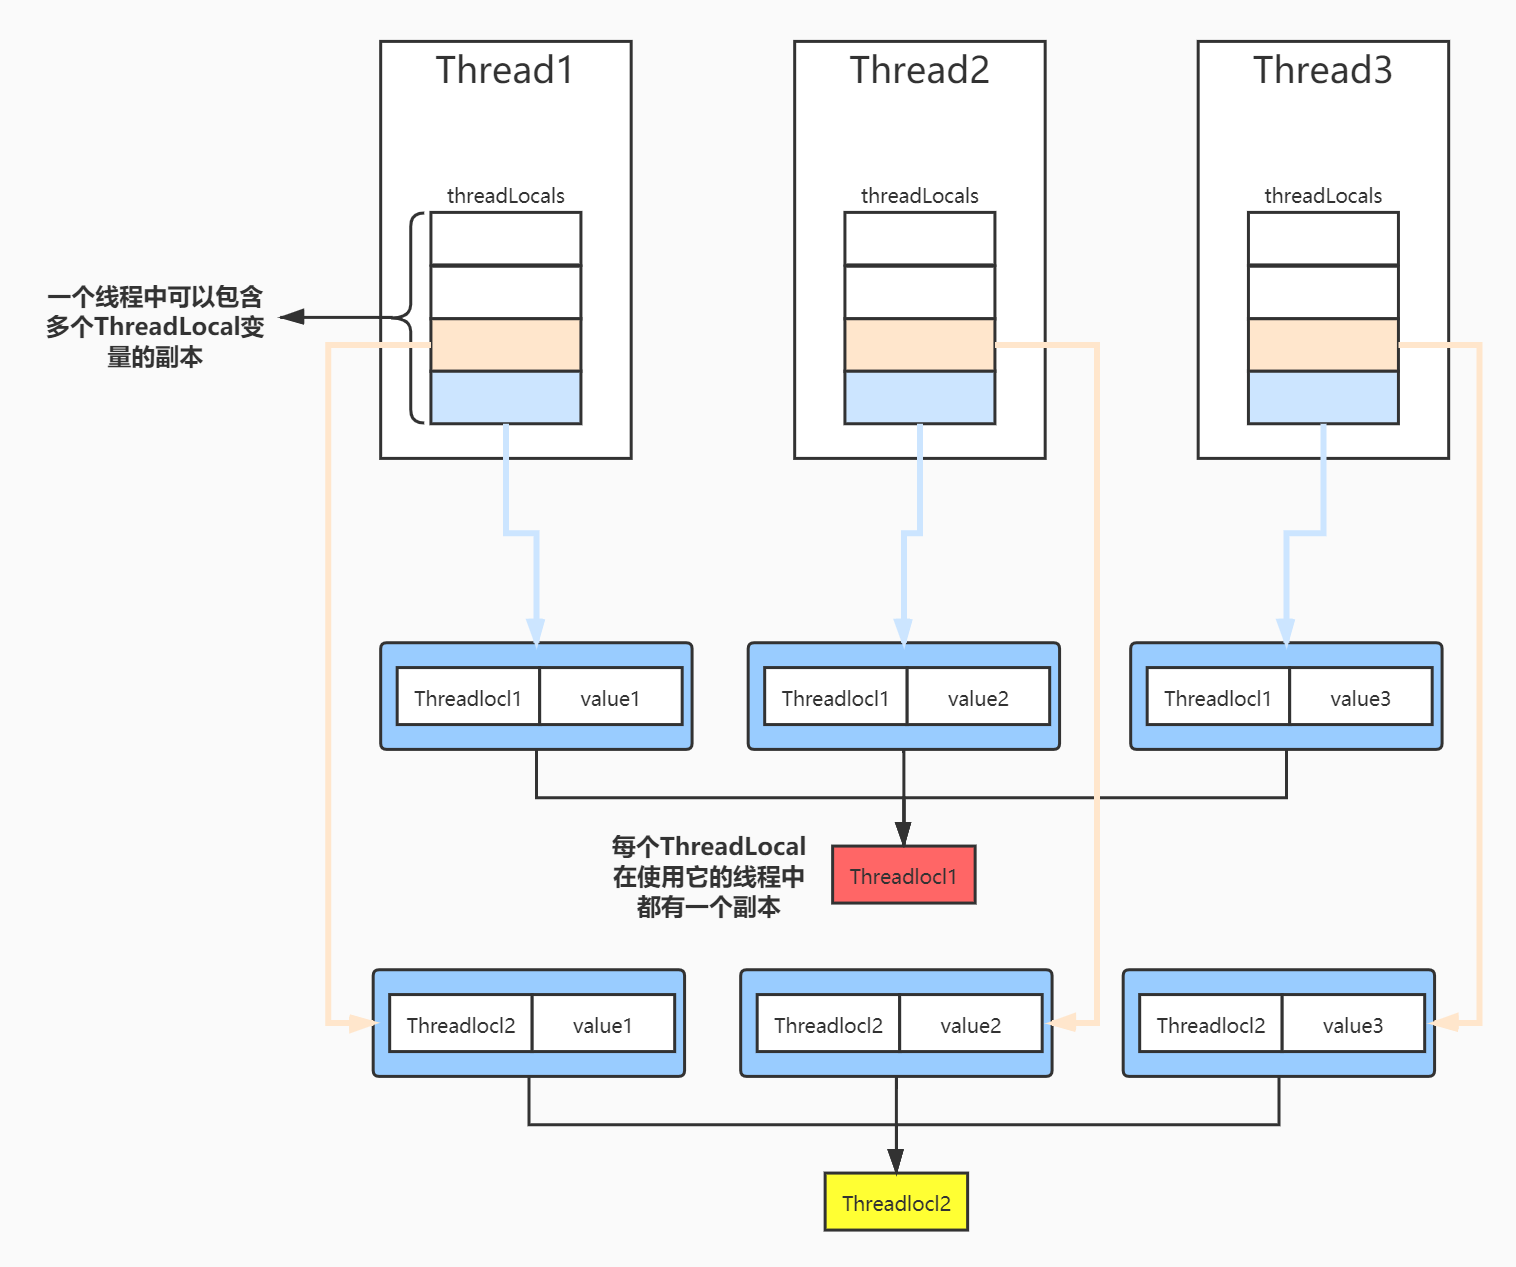 Thread1
Thread2
Thread3
threadLocals
threadLocals
threadLocals
一个线程中可以包含
多个ThreadLocal变
量的副本
Threadlocl1
value1
Threadlocl1
value2
Threadlocl1
value3
每个ThreadLocal
在使用它的线程中
都有一个副本
Threadlocl1
Threadlocl2
value1
Threadlocl2
value2
Threadlocl2
value3
Threadlocl2